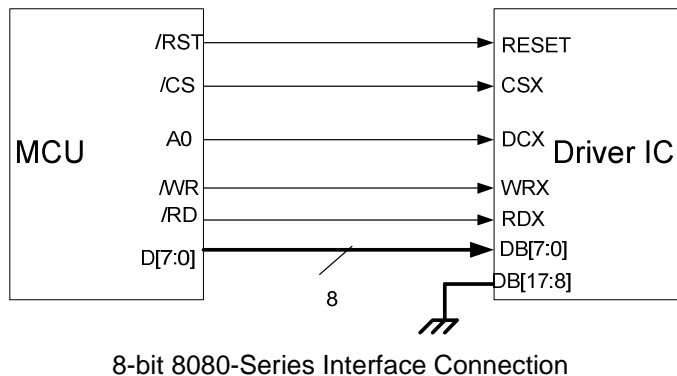 /RST RESET
/CS CSX
MCU A0 DCX Driver IC
/WR WRX
/RD RDX
D[7:0] DB[7:0]
8 DB[17:8]
8-bit 8080-Series Interface Connection